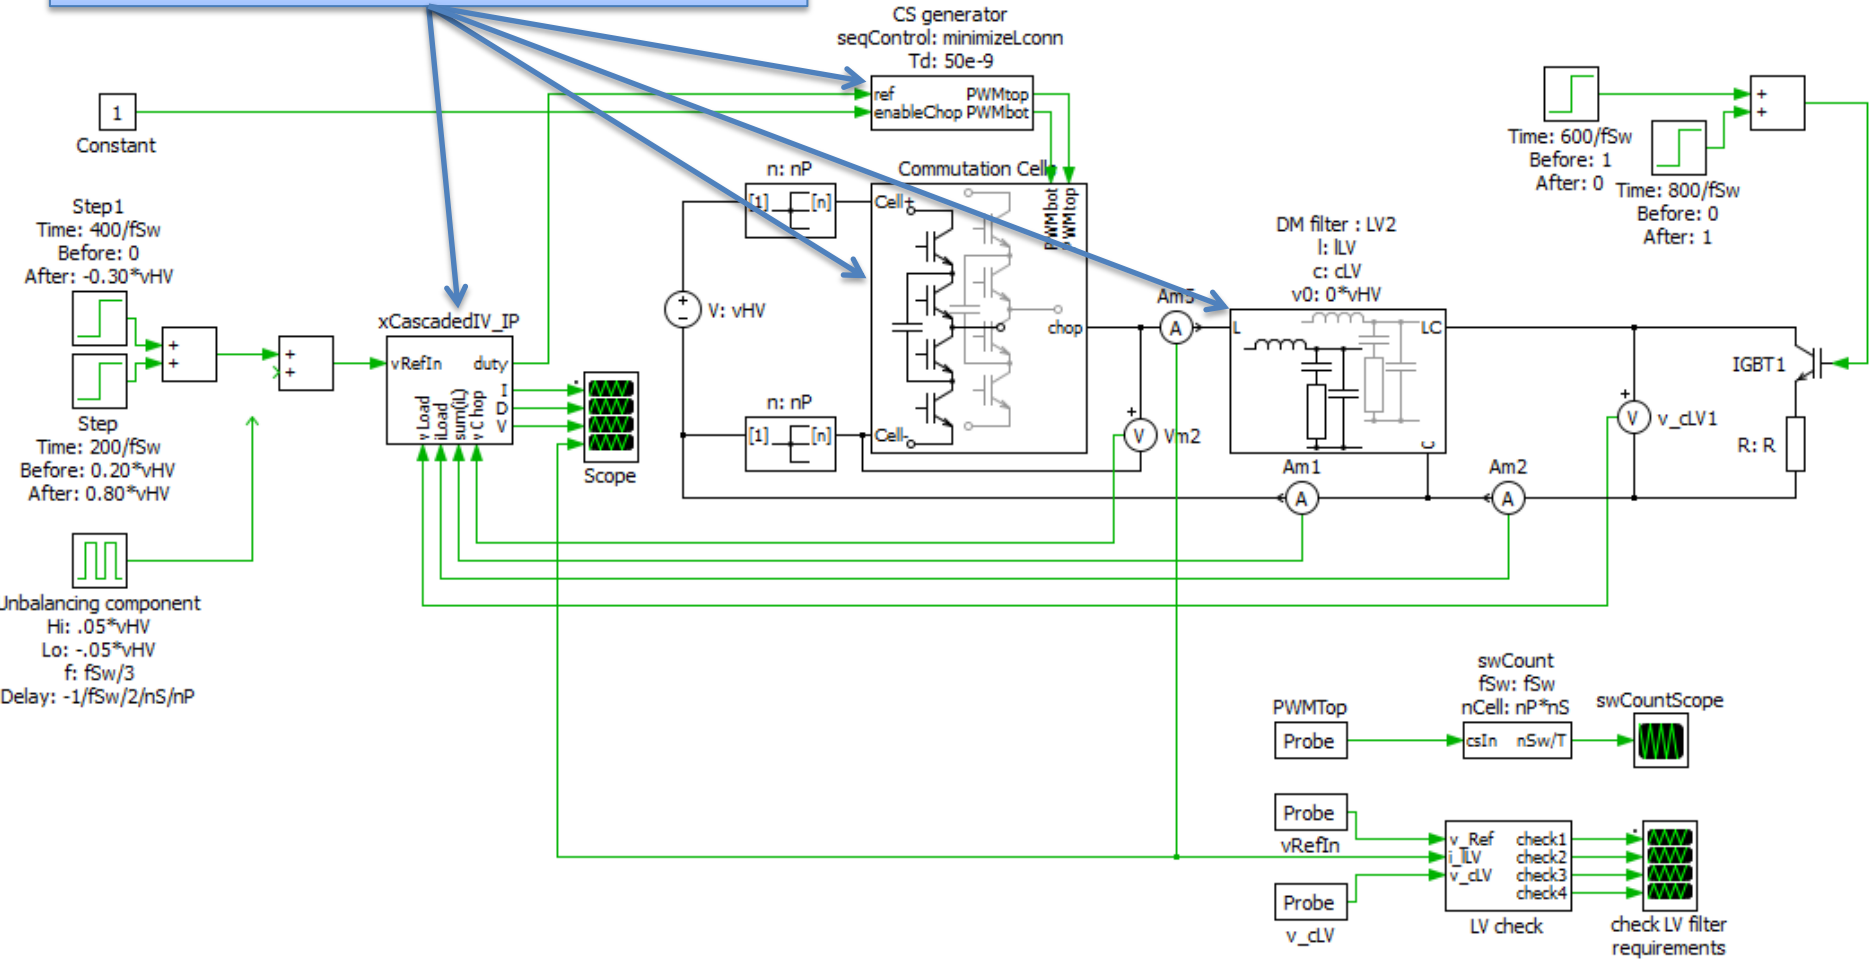 CS generator
seqControl: minimizeLconn
Td: 50e-9
ref
PWMtop
enableChop
PWMbot
1
Constant
+
+
Time: 600/fSw
Before: 1
After: 0
Time: 800/fSw
Before: 0
After: 1
Step1
Time: 400/fSw
Before: 0
After: -0.30*vHV
+
+
Step
Time: 200/fSw
Before: 0.20*vHV
After: 0.80*vHV
+
+
xCascadedIV_IP
vRefIn
duty
I
D
V
v Load
iLoad
sum(iL)
v Chop
Scope
n: nP
[1]
[n]
V: vHV
+
−
n: nP
[1]
[n]
Commutation Cell
Cell+
PWMbot
PWMtop
chop
Cell-
+
V
Vm2
Am5
A
DM filter : LV2
l: lLV
c: cLV
v0: 0*vHV
L
LC
C
Am1
A
Am2
A
IGBT1
+
V
v_cLV1
R: R
Unbalancing component
Hi: .05*vHV
Lo: -.05*vHV
f: fSw/3
Delay: -1/fSw/2/nS/nP
PWMTop
Probe
swCount
fSw: fSw
nCell: nP*nS
csIn
nSw/T
swCountScope
Probe
vRefIn
Probe
v_cLV
v_Ref
check1
i_lLV
check2
v_cLV
check3
check4
LV check
check LV filter
requirements